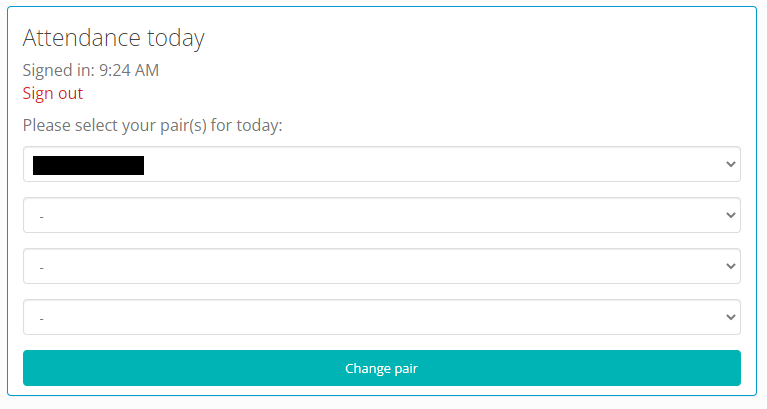 Attendance today
Signed in: 9:24 AM
Sign out
Please select your pair(s) for today:
-
-
-
Change pair